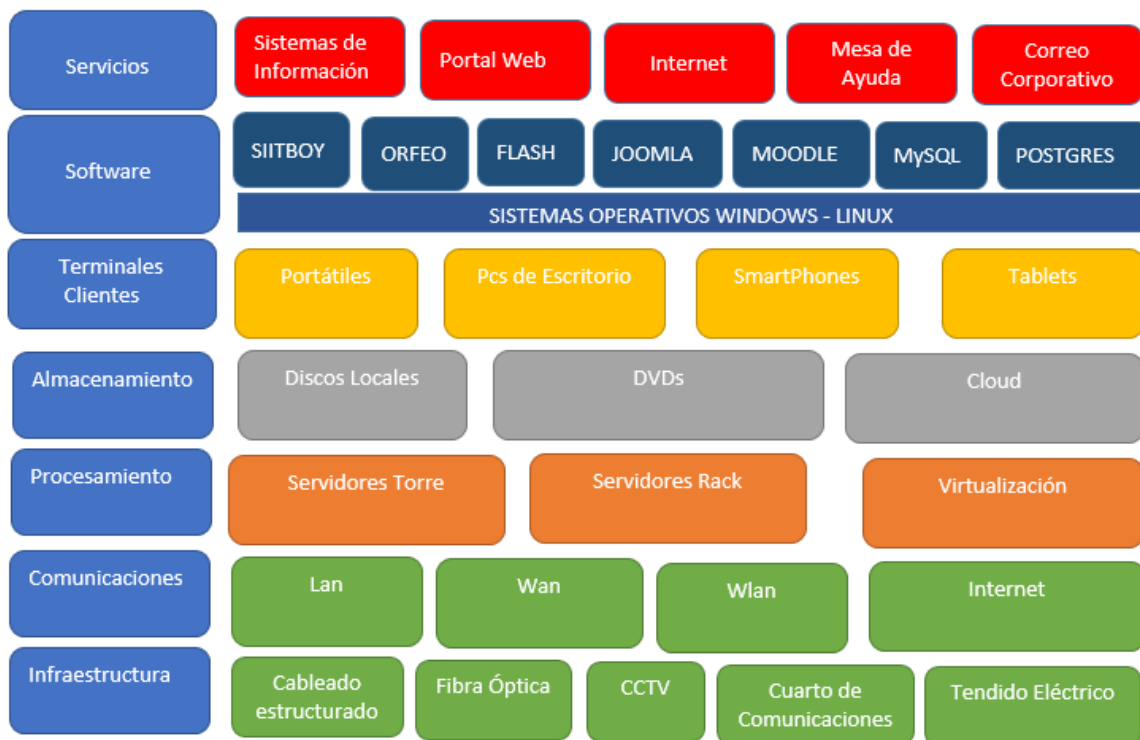 Servicios
Sistemas de
Información
Portal Web
Internet
Mesa de
Ayuda
Correo
Corporativo
Software
SIITBOY
ORFEO
FLASH
JOOMLA
MOODLE
MySQL
POSTGRES
SISTEMAS OPERATIVOS WINDOWS - LINUX
Terminales
Clientes
Portátiles
Pcs de Escritorio
SmartPhones
Tablets
Almacenamiento
Discos Locales
DVDs
Cloud
Procesamiento
Servidores Torre
Servidores Rack
Virtualización
Comunicaciones
Lan
Wan
Wlan
Internet
Infraestructura
Cableado
estructurado
Fibra Óptica
CCTV
Cuarto de
Comunicaciones
Tendido Eléctrico